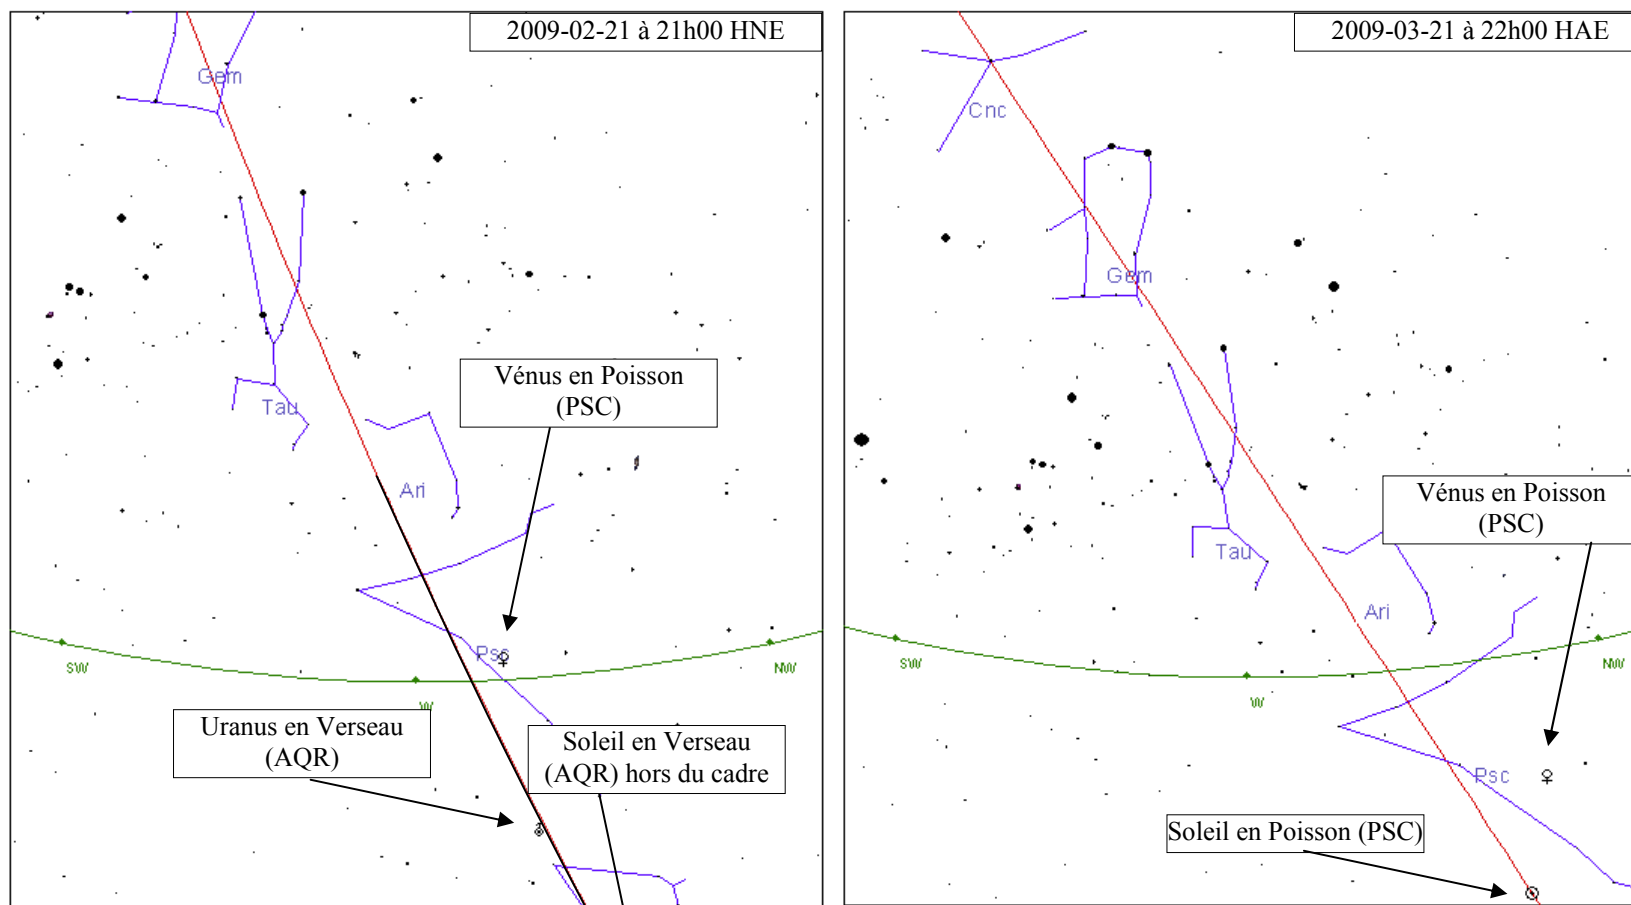 2009-02-21 à 21h00 HNE
Gem
Tau
Vénus en Poisson
(PSC)
Ari
Psc
SW
W
NW
Uranus en Verseau
(AQR)
Soleil en Verseau
(AQR) hors du cadre
2009-03-21 à 22h00 HAE
Cnc
Gem
Tau
Vénus en Poisson
(PSC)
Ari
SW
W
NW
Psc
Soleil en Poisson (PSC)